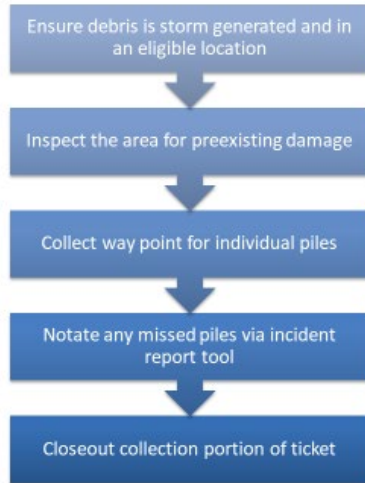 Ensure debris is storm generated and in
an eligible location
Inspect the area for preexisting damage
Collect way point for individual piles
Notate any missed piles via incident
report tool
Closeout collection portion of ticket